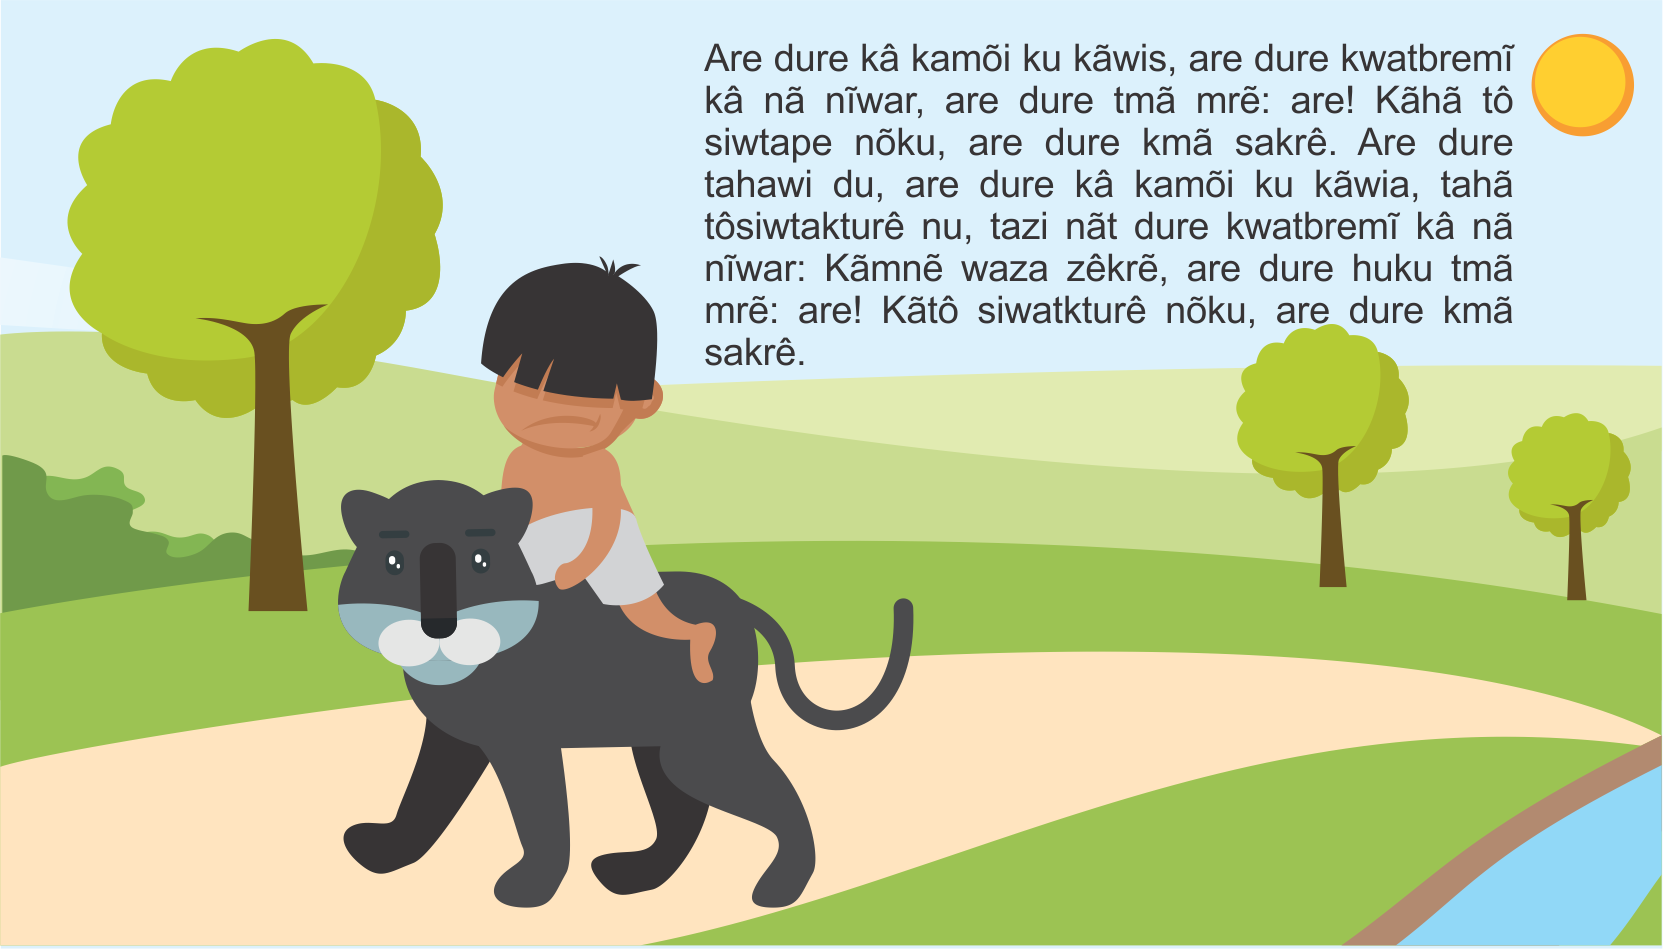 Are dure kâ kamõi ku kãwis, are dure kwatbremĩ
kâ nã nĩwar, are dure tmã mrẽ: are! Kãhã tô
siwtape nõku, are dure kmã sakrê. Are dure
tahawi du, are dure kâ kamõi ku kãwia, tahã
tôsiwtakturê nu, tazi nãt dure kwatbremĩ kâ nã
nĩwar: Kãmnẽ waza zêkrẽ, are dure huku tmã
mrẽ: are! Kãtô siwatkturê nõku, are dure kmã
sakrê.